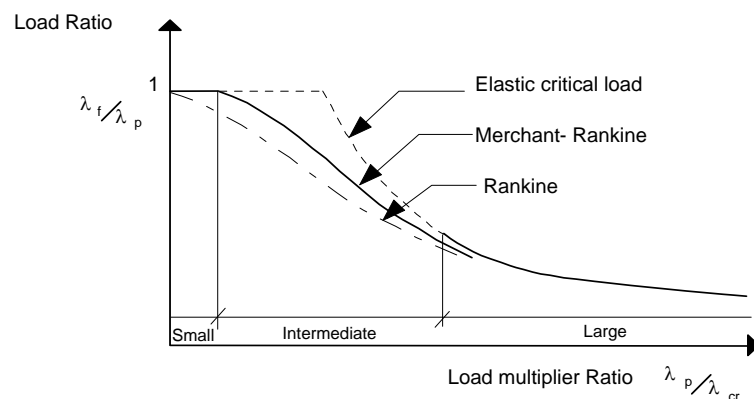 Load Ratio
1
λ f/λ p
Elastic critical load
Merchant- Rankine
Rankine
Small
Intermediate
Large
Load multiplier Ratio λ p/λ cr